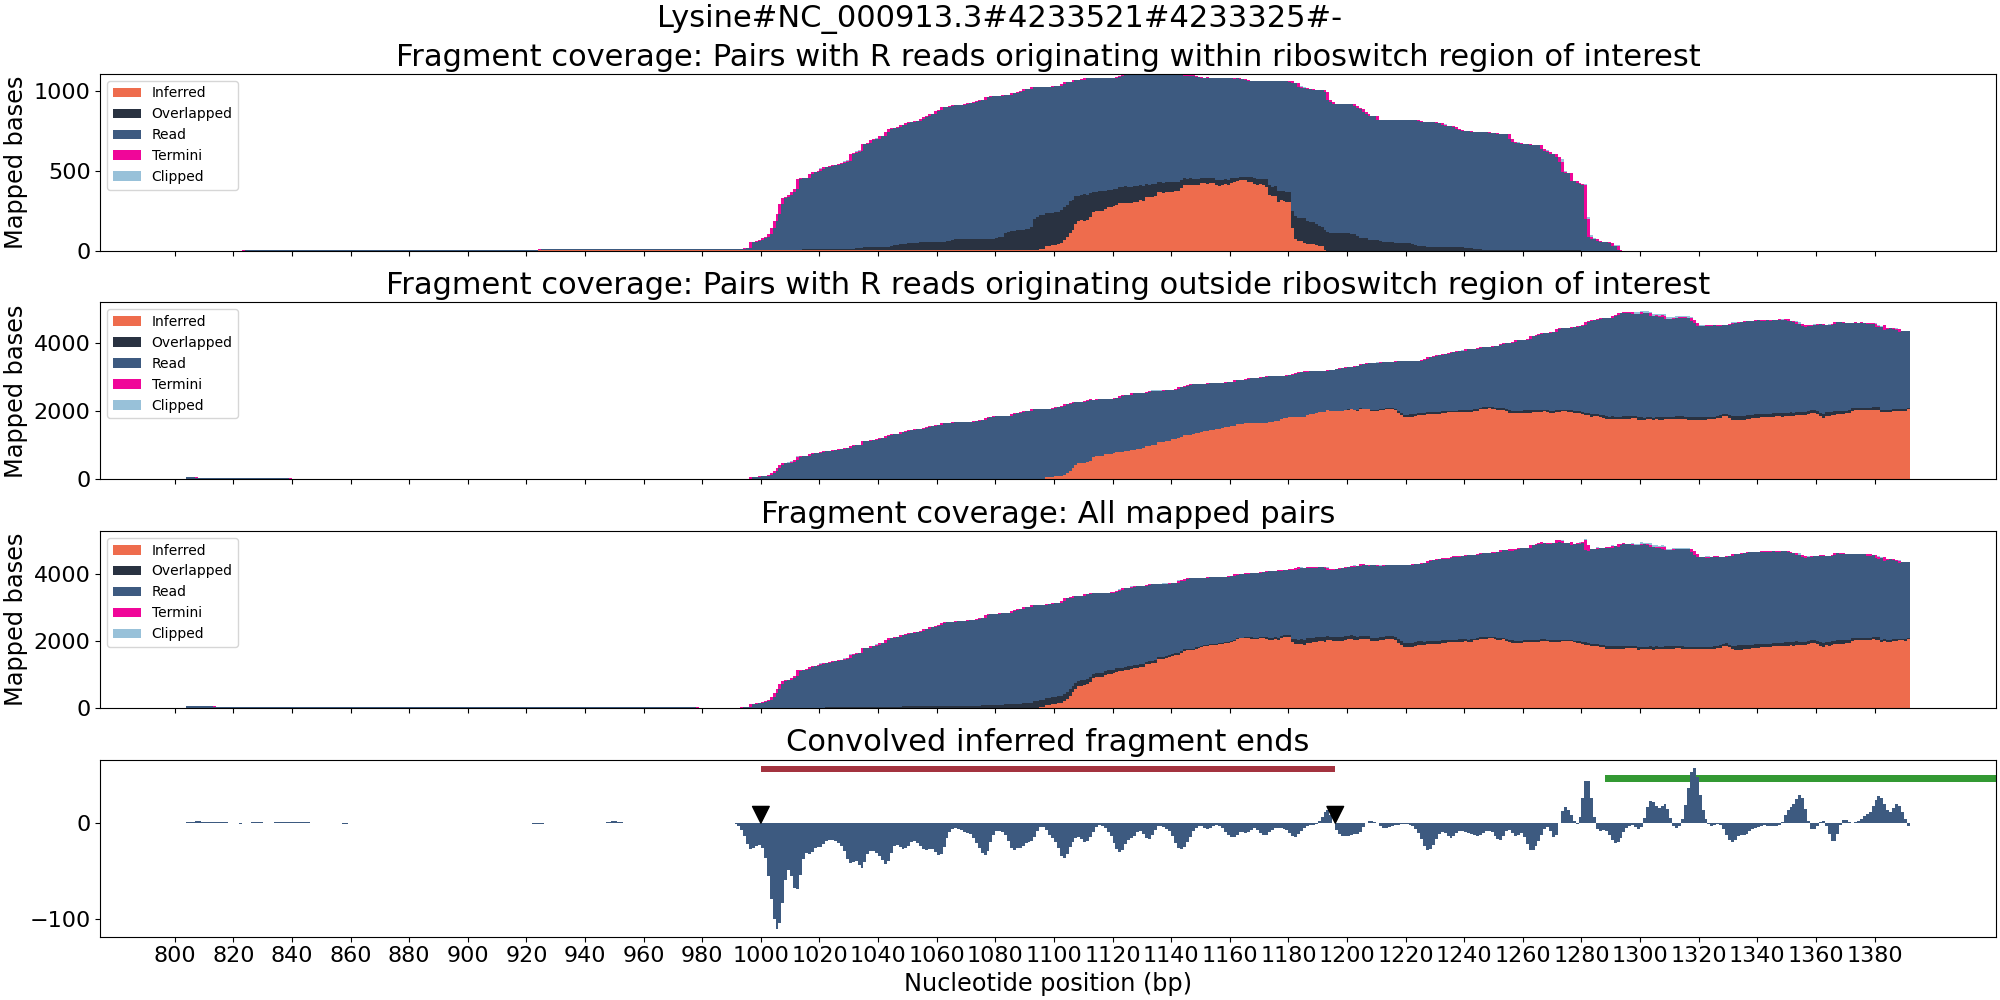 Lysine#NC_000913.3#4233521#4233325#-
Fragment coverage: Pairs with R reads originating within riboswitch region of interest
Mapped bases
1000
500
0
Inferred
Overlapped
Read
Termini
Clipped
Fragment coverage: Pairs with R reads originating outside riboswitch region of interest
Mapped bases
4000
2000
0
Inferred
Overlapped
Read
Termini
Clipped
Fragment coverage: All mapped pairs
Mapped bases
4000
2000
0
Inferred
Overlapped
Read
Termini
Clipped
Convolved inferred fragment ends
0
−100
800 820 840 860 880 900 920 940 960 980 1000 1020 1040 1060 1080 1100 1120 1140 1160 1180 1200 1220 1240 1260 1280 1300 1320 1340 1360 1380
Nucleotide position (bp)